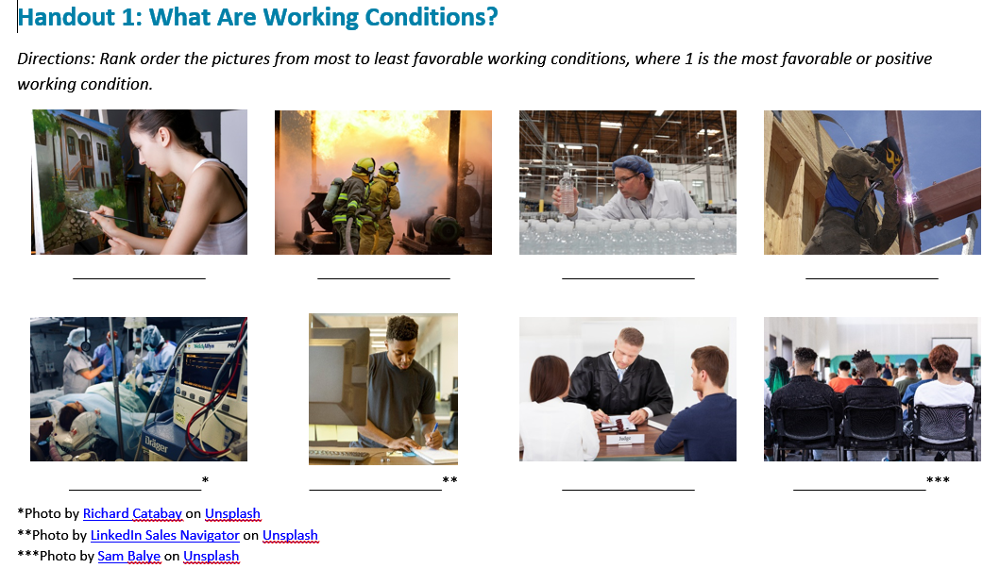 Handout 1: What Are Working Conditions?
Directions: Rank order the pictures from most to least favorable working conditions, where 1 is the most favorable or positive
working condition.
WelchAllyn PRO
Dräger
Judge
*
**
***
*Photo by Richard Catabay on Unsplash
**Photo by LinkedIn Sales Navigator on Unsplash
***Photo by Sam Balye on Unsplash